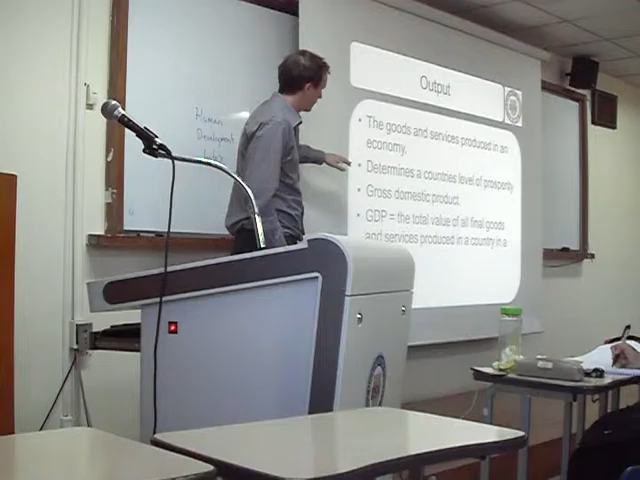 Human
Development
Output
• The goods and services produced in an
economy.
• Determines a countries level of prosperity
• Gross domestic product.
• GDP = the total value of all final goods
and services produced in a country in a